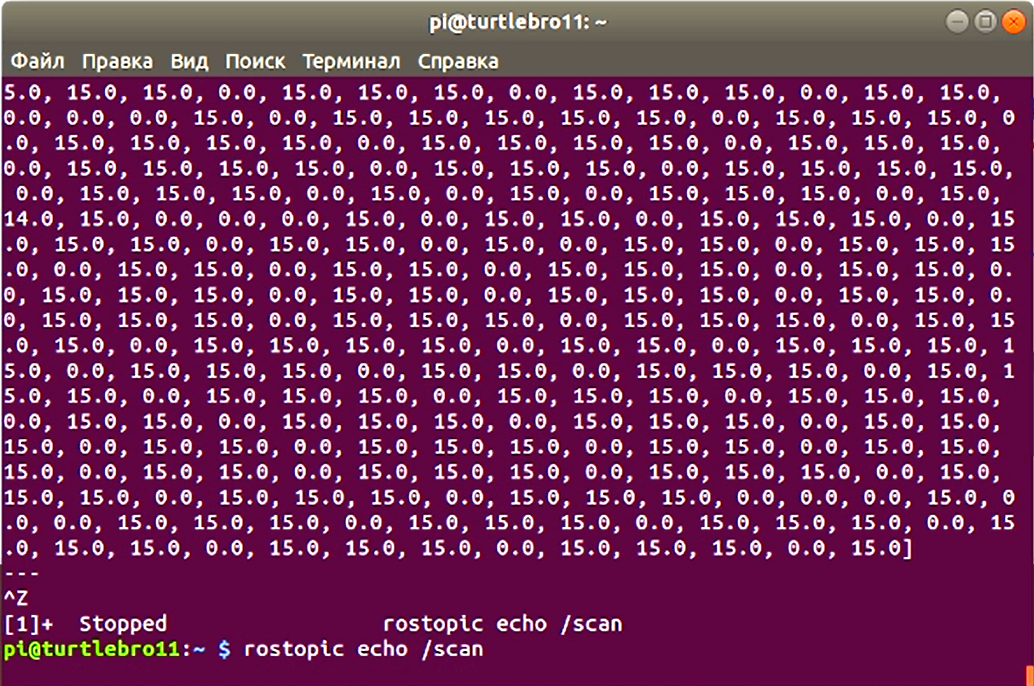 pi@turtlebro11: ~
Файл Правка Вид Поиск Терминал Справка
5.0, 15.0, 15.0, 0.0, 15.0, 15.0, 15.0, 0.0, 15.0, 15.0, 15.0, 0.0, 15.0, 15.0,
0.0, 0.0, 0.0, 15.0, 0.0, 15.0, 15.0, 15.0, 15.0, 15.0, 0.0, 15.0, 15.0, 15.0, 0
.0, 15.0, 15.0, 15.0, 15.0, 0.0, 15.0, 15.0, 15.0, 15.0, 0.0, 15.0, 15.0, 15.0,
0.0, 15.0, 15.0, 15.0, 15.0, 0.0, 15.0, 15.0, 15.0, 0.0, 15.0, 15.0, 15.0, 15.0,
0.0, 15.0, 15.0, 15.0, 0.0, 15.0, 0.0, 15.0, 0.0, 15.0, 15.0, 15.0, 0.0, 15.0,
14.0, 15.0, 0.0, 0.0, 0.0, 15.0, 0.0, 15.0, 15.0, 0.0, 15.0, 15.0, 15.0, 0.0, 15
.0, 15.0, 15.0, 0.0, 15.0, 15.0, 0.0, 15.0, 0.0, 15.0, 15.0, 0.0, 15.0, 15.0, 15
.0, 0.0, 15.0, 15.0, 0.0, 15.0, 15.0, 0.0, 15.0, 15.0, 15.0, 0.0, 15.0, 15.0, 0.
0, 15.0, 15.0, 15.0, 0.0, 15.0, 15.0, 0.0, 15.0, 15.0, 15.0, 0.0, 15.0, 15.0, 0.
0, 15.0, 15.0, 15.0, 0.0, 15.0, 15.0, 15.0, 0.0, 15.0, 15.0, 15.0, 0.0, 15.0, 15
.0, 15.0, 0.0, 15.0, 15.0, 15.0, 15.0, 0.0, 15.0, 15.0, 0.0, 15.0, 15.0, 15.0, 1
5.0, 0.0, 15.0, 15.0, 15.0, 0.0, 15.0, 15.0, 0.0, 15.0, 15.0, 15.0, 0.0, 15.0, 1
5.0, 15.0, 0.0, 15.0, 15.0, 15.0, 0.0, 15.0, 15.0, 15.0, 0.0, 15.0, 15.0, 15.0,
0.0, 15.0, 15.0, 0.0, 15.0, 15.0, 15.0, 0.0, 15.0, 15.0, 15.0, 0.0, 15.0, 15.0,
15.0, 0.0, 15.0, 15.0, 0.0, 15.0, 15.0, 15.0, 0.0, 15.0, 15.0, 0.0, 15.0, 15.0,
15.0, 0.0, 15.0, 15.0, 0.0, 15.0, 15.0, 15.0, 0.0, 15.0, 15.0, 15.0, 0.0, 15.0,
15.0, 15.0, 0.0, 15.0, 15.0, 15.0, 0.0, 15.0, 15.0, 15.0, 0.0, 0.0, 0.0, 15.0, 0
.0, 0.0, 15.0, 15.0, 15.0, 0.0, 15.0, 15.0, 15.0, 0.0, 15.0, 15.0, 15.0, 0.0, 15
.0, 15.0, 15.0, 0.0, 15.0, 15.0, 15.0, 0.0, 15.0, 15.0, 15.0, 0.0, 15.0]
---
^Z
[1]+  Stopped                 rostopic echo /scan
pi@turtlebro11:~ $ rostopic echo /scan